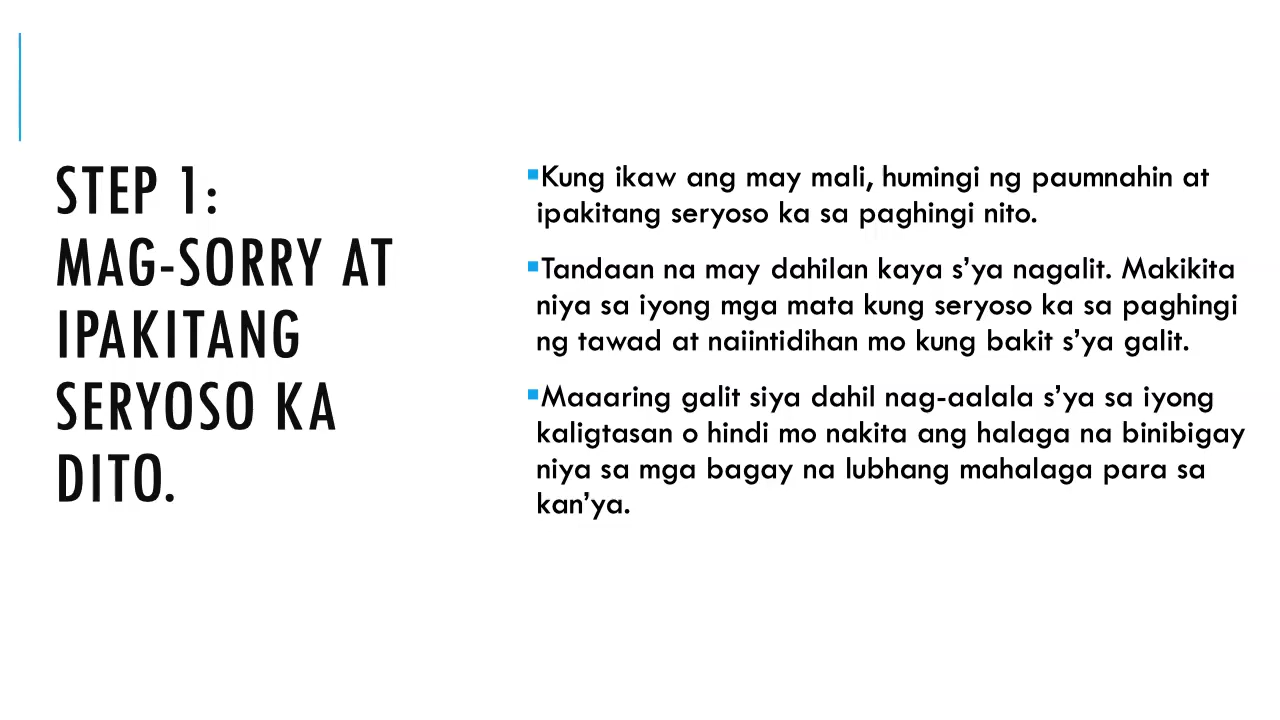 STEP 1:
MAG-SORRY AT
IPAKITANG
SERYOSO KA
DITO.
▪Kung ikaw ang may mali, humingi ng paumnahin at
ipakitang seryoso ka sa paghingi nito.
▪Tandaan na may dahilan kaya s’ya nagalit. Makikita
niya sa iyong mga mata kung seryoso ka sa paghingi
ng tawad at naiintidihan mo kung bakit s’ya galit.
▪Maaaring galit siya dahil nag-aalala s’ya sa iyong
kaligtasan o hindi mo nakita ang halaga na binibigay
niya sa mga bagay na lubhang mahalaga para sa
kan’ya.